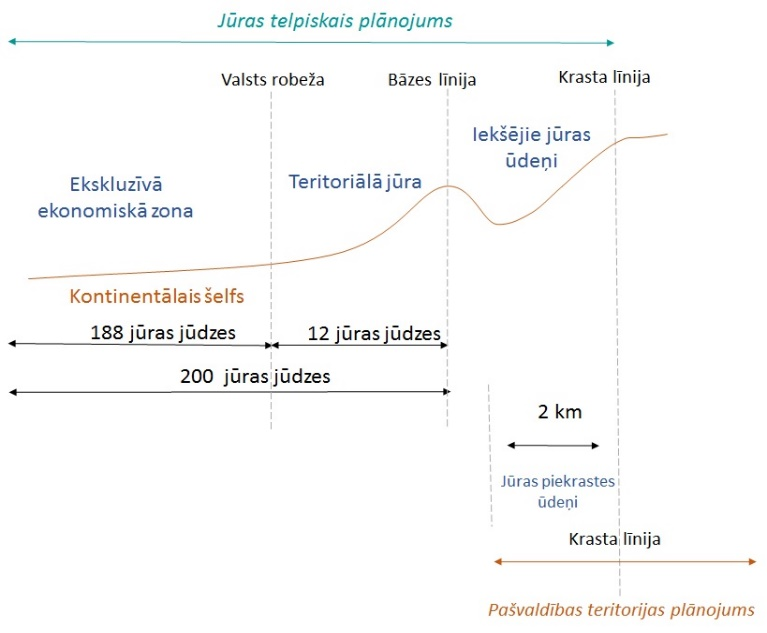 Jūras telpiskais plānojums
Valsts robeža
Bāzes līnija
Krasta līnija
Iekšējie jūras
ūdeņi
Teritoriālā jūra
Ekskluzīvā
ekonomiskā zona
Kontinentālais šelfs
188 jūras jūdzes
12 jūras jūdzes
200 jūras jūdzes
2 km
Jūras piekrastes
ūdeņi
Krasta līnija
Pašvaldības teritorijas plānojums